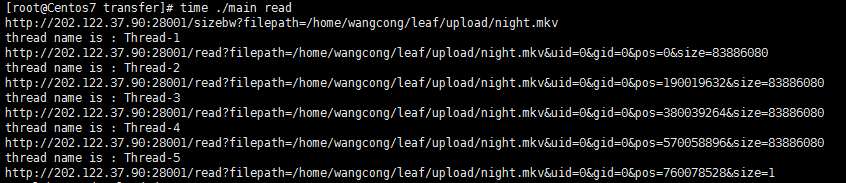 [root@Centos7 transfer]# time ./main read
http://202.122.37.90:28001/sizebw?filepath=/home/wangcong/leaf/upload/night.mkv
thread name is : Thread-1
http://202.122.37.90:28001/read?filepath=/home/wangcong/leaf/upload/night.mkv&uid=0&gid=0&pos=0&size=83886080
thread name is : Thread-2
http://202.122.37.90:28001/read?filepath=/home/wangcong/leaf/upload/night.mkv&uid=0&gid=0&pos=190019632&size=83886080
thread name is : Thread-3
http://202.122.37.90:28001/read?filepath=/home/wangcong/leaf/upload/night.mkv&uid=0&gid=0&pos=380039264&size=83886080
thread name is : Thread-4
http://202.122.37.90:28001/read?filepath=/home/wangcong/leaf/upload/night.mkv&uid=0&gid=0&pos=570058896&size=83886080
thread name is : Thread-5
http://202.122.37.90:28001/read?filepath=/home/wangcong/leaf/upload/night.mkv&uid=0&gid=0&pos=760078528&size=1